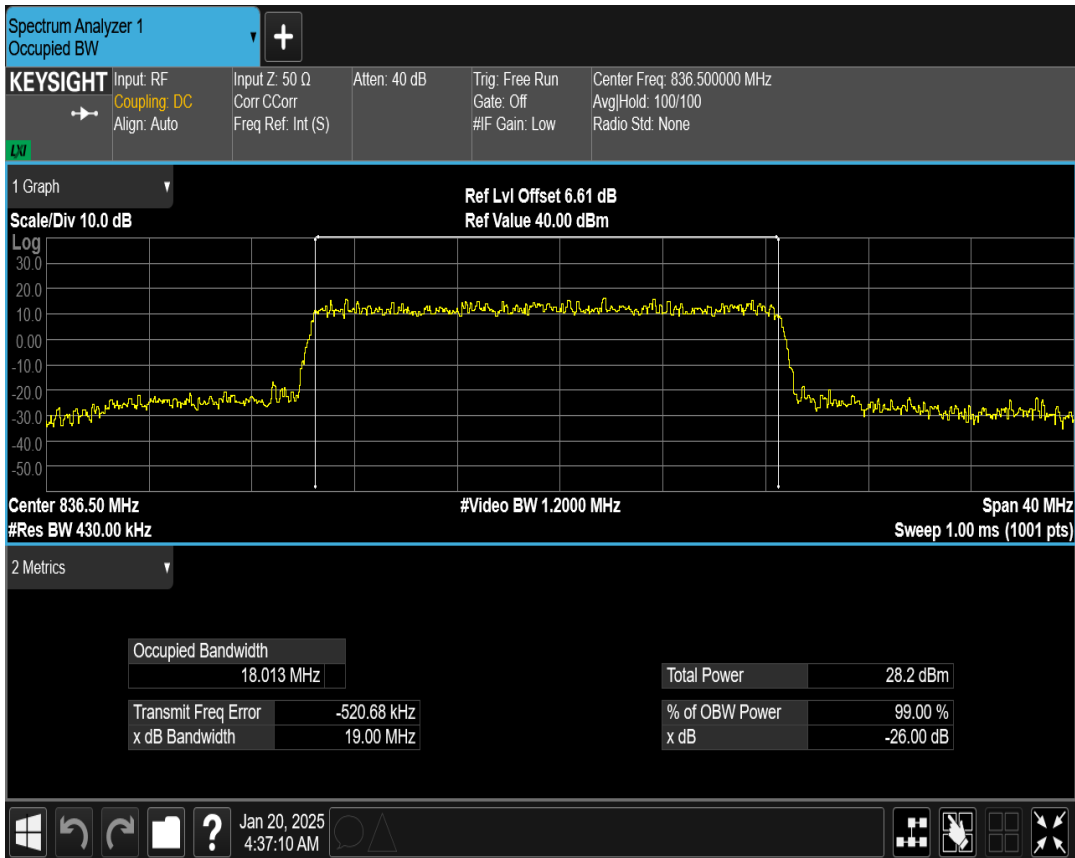 Spectrum Analyzer 1
Occupied BW
+
KEYSIGHT
LXI
Input: RF
Coupling: DC
Align: Auto
Input Z: 50 Ω
Corr CCorr
Freq Ref: Int (S)
Atten: 40 dB
Trig: Free Run
Gate: Off
#IF Gain: Low
Center Freq: 836.500000 MHz
Avg|Hold: 100/100
Radio Std: None
1 Graph
Scale/Div 10.0 dB
Ref Lvl Offset 6.61 dB
Ref Value 40.00 dBm
Log
30.0
20.0
10.0
0.00
-10.0
-20.0
-30.0
-40.0
-50.0
Center 836.50 MHz
#Video BW 1.2000 MHz
Span 40 MHz
#Res BW 430.00 kHz
Sweep 1.00 ms (1001 pts)
2 Metrics
Occupied Bandwidth
18.013 MHz
Transmit Freq Error -520.68 kHz
x dB Bandwidth 19.00 MHz
Total Power 28.2 dBm
% of OBW Power 99.00 %
x dB -26.00 dB
?
Jan 20, 2025
4:37:10 AM